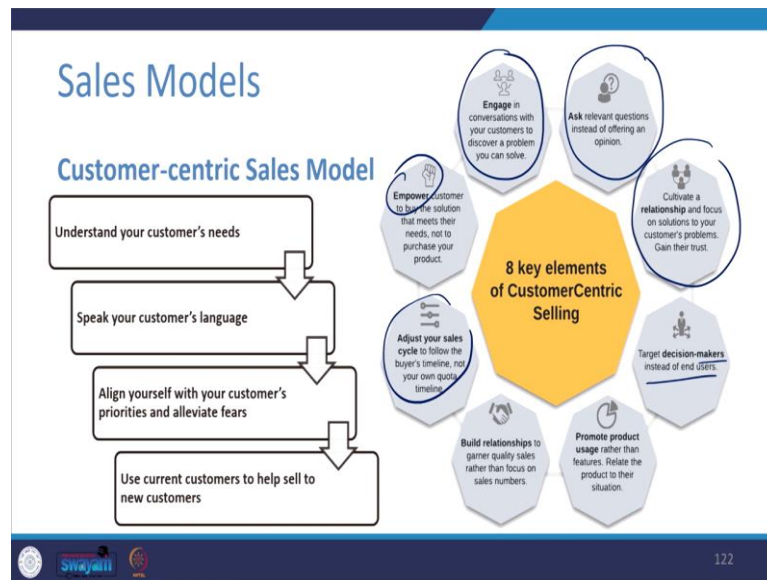 Sales Models
Customer-centric Sales Model
Understand your customer's needs
Speak your customer's language
Align yourself with your customer's
priorities and alleviate fears
Use current customers to help sell to
new customers
8 key elements
of CustomerCentric
Selling
Engage in
conversations with
your customers to
discover a problem
you can solve.
Ask relevant questions
instead of offering an
opinion.
Cultivate a
relationship and focus
on solutions to your
customer's problems.
Gain their trust.
Target decision-makers
instead of end users.
Promote product
usage rather than
features. Relate the
product to their
situation.
Build relationships to
garner quality sales
rather than focus on
sales numbers.
Adjust your sales
cycle to follow the
buyer's timeline, not
your own quota
timeline.
Empower customer
to buy the solution
that meets their
needs, not to
purchase your
product.
swayam
122